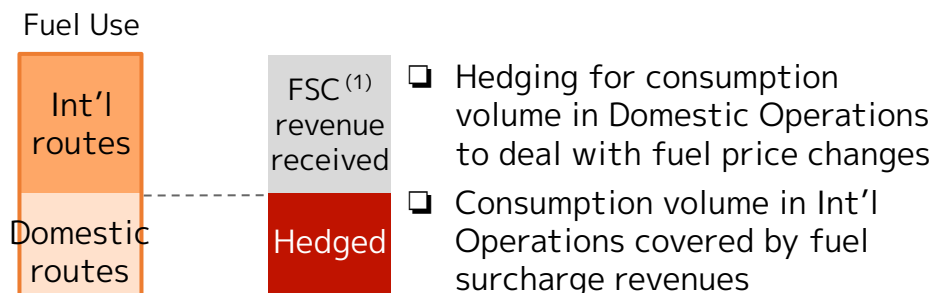 Fuel Use
Int’l
routes
Domestic
routes
FSC (1)
revenue
received
Hedged
❑ Hedging for consumption
volume in Domestic Operations
to deal with fuel price changes
❑ Consumption volume in Int’l
Operations covered by fuel
surcharge revenues